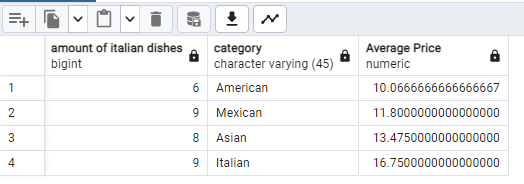 amount of italian dishes category Average Price
bigint character varying (45) numeric
1 6 American 10.0666666666666667
2 9 Mexican 11.8000000000000000
3 8 Asian 13.4750000000000000
4 9 Italian 16.7500000000000000